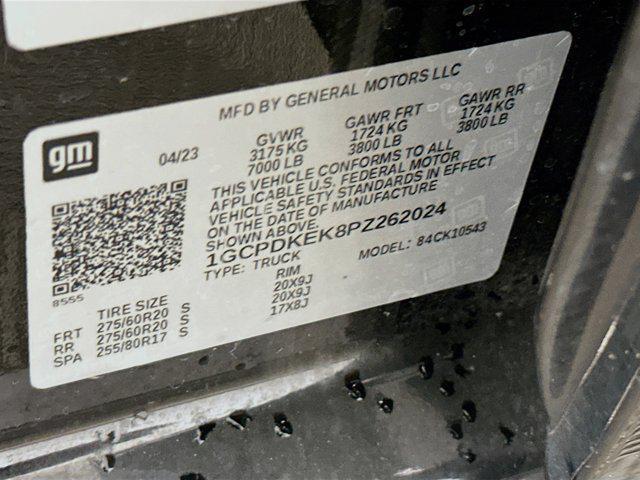 MFD BY GENERAL MOTORS LLC
gm
04/23
GVWR GAWR FRT GAWR RR
3175 KG 1724 KG 1724 KG
7000 LB 3800 LB 3800 LB
THIS VEHICLE CONFORMS TO ALL
APPLICABLE U.S. FEDERAL MOTOR
VEHICLE SAFETY STANDARDS IN EFFECT
ON THE DATE OF MANUFACTURE
SHOWN ABOVE.
1GCPDKEK8PZ262024
TYPE: TRUCK MODEL: 84CK10543
8555
TIRE SIZE RIM
FRT 275/60R20 S 20X9J
RR 275/60R20 S 20X9J
SPA 255/80R17 S 17X8J